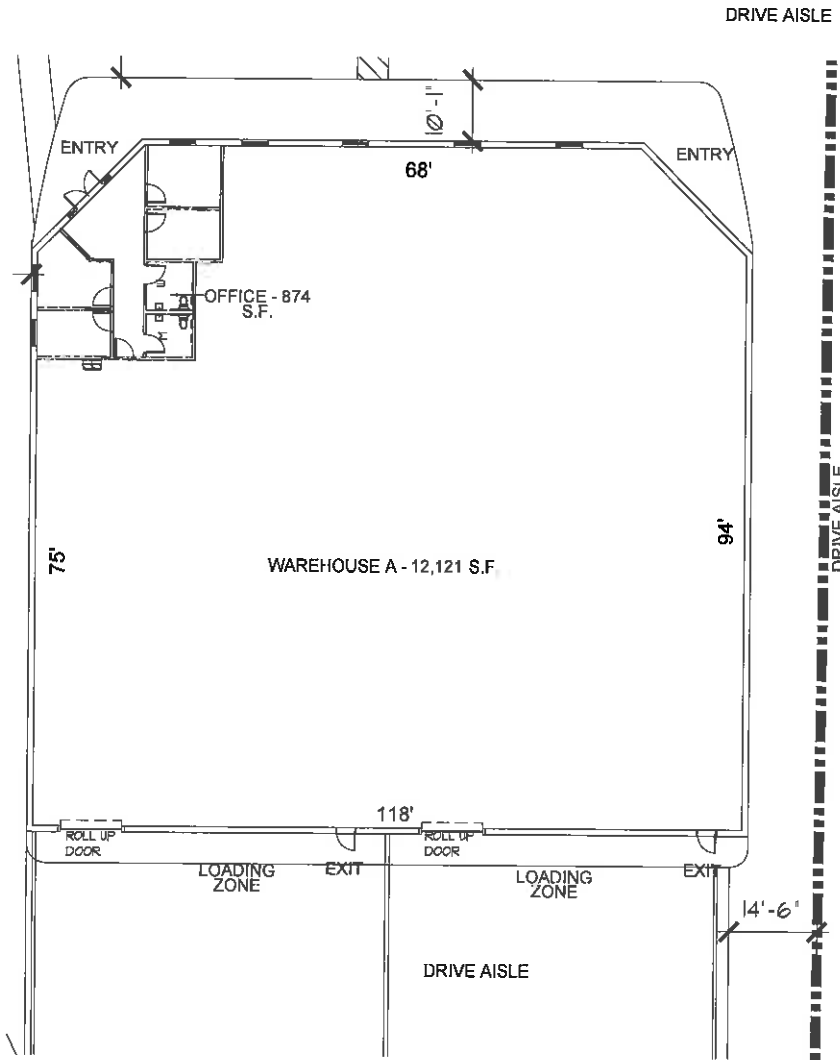 DRIVE AISLE
10'-1"
ENTRY
ENTRY
68'
OFFICE - 874
S.F.
DRIVE AISLE
94'
75'
WAREHOUSE A - 12,121 S.F.
118'
ROLL UP
DOOR
ROLL UP
DOOR
LOADING
ZONE
EXIT
LOADING
ZONE
EXIT
14'-6"
DRIVE AISLE